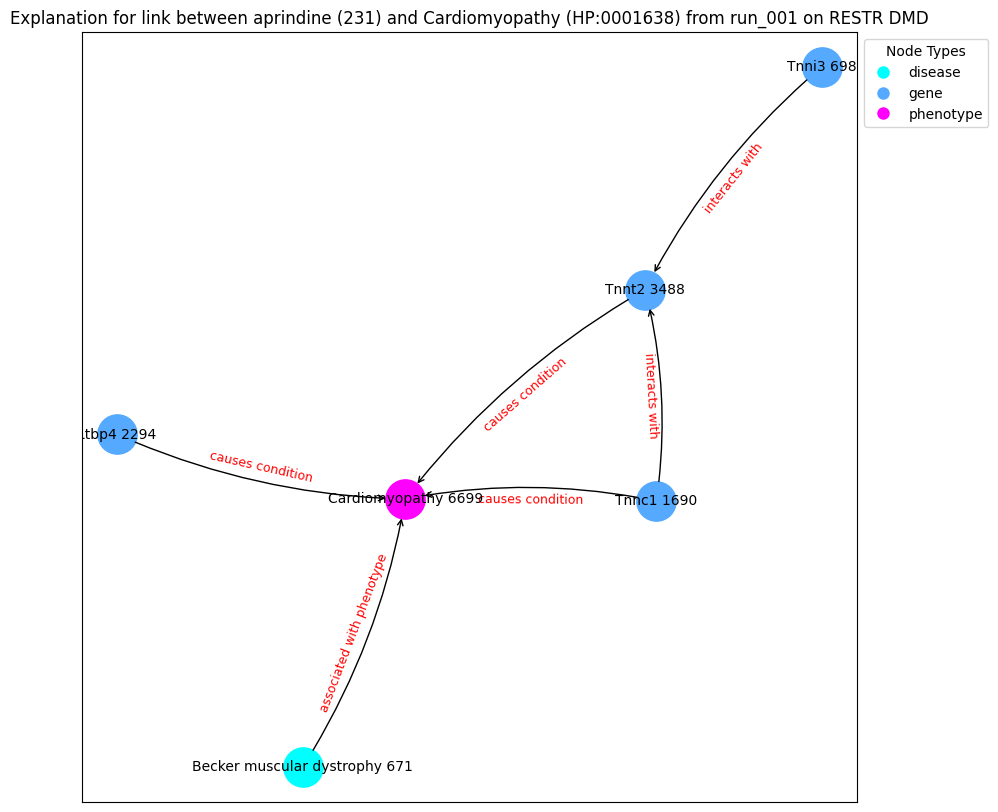 Explanation for link between aprindine (231) and Cardiomyopathy (HP:0001638) from run_001 on RESTR DMD
Node Types
disease
gene
phenotype
Tnni3 698
interacts with
Tnnt2 3488
interacts with
causes condition
.tbp4 2294
causes condition
Cardiomyopathy 6699
causes condition
Tnnc1 1690
associated with phenotype
Becker muscular dystrophy 671